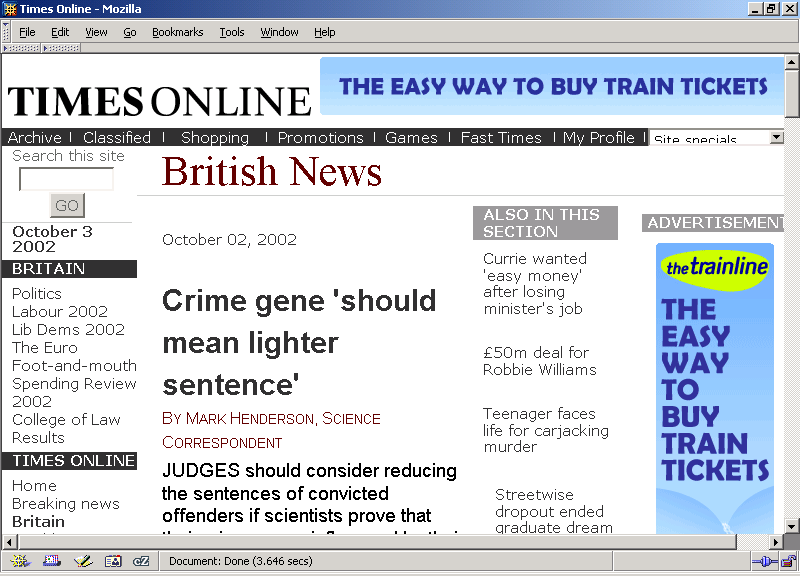 Times Online - Mozilla
File Edit View Go Bookmarks Tools Window Help
TIMES ONLINE
THE EASY WAY TO BUY TRAIN TICKETS
Archive | Classified | Shopping | Promotions | Games | Fast Times | My Profile | Site specials
Search this site
GO
October 3
2002
BRITAIN
Politics
Labour 2002
Lib Dems 2002
The Euro
Foot-and-mouth
Spending Review
2002
College of Law
Results
TIMES ONLINE
Home
Breaking news
Britain
British News
October 02, 2002
Crime gene 'should
mean lighter
sentence'
BY MARK HENDERSON, SCIENCE
CORRESPONDENT
JUDGES should consider reducing
the sentences of convicted
offenders if scientists prove that
ALSO IN THIS
SECTION
Currie wanted
'easy money'
after losing
minister's job
£50m deal for
Robbie Williams
Teenager faces
life for carjacking
murder
Streetwise
dropout ended
graduate dream
ADVERTISEMENT
thetrainline
THE
EASY
WAY
TO
BUY
TRAIN
TICKETS
Document: Done (3.646 secs)